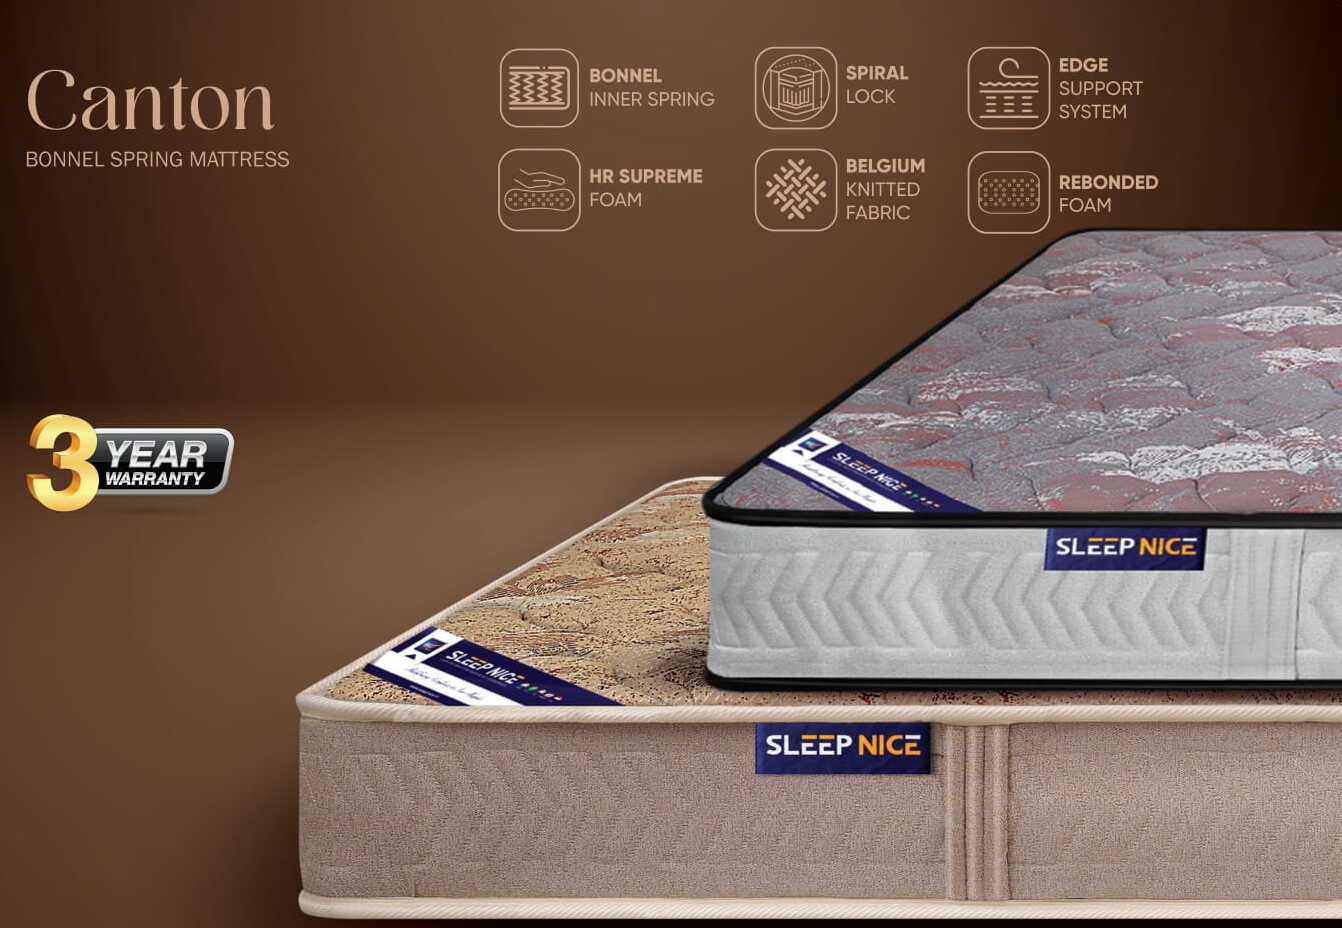 Canton
BONNEL SPRING MATTRESS
BONNEL
INNER SPRING
SPIRAL
LOCK
EDGE
SUPPORT
SYSTEM
HR SUPREME
FOAM
BELGIUM
KNITTED
FABRIC
REBONDED
FOAM
3 YEAR
WARRANTY
SLEEP NICE
SLEEP NICE
SLEEP NICE
SLEEP NICE